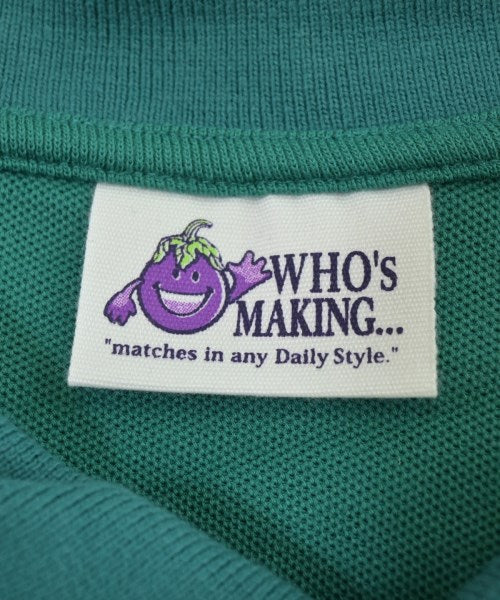 WHO'S
MAKING...
"matches in any Daily Style."